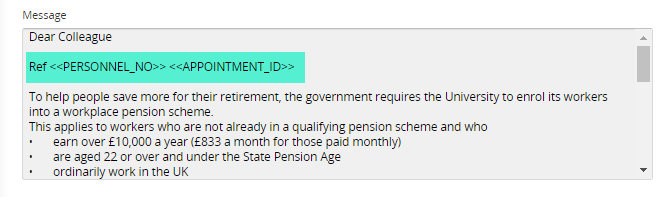 Message
Dear Colleague
Ref <<PERSONNEL_NO>> <<APPOINTMENT_ID>>
To help people save more for their retirement, the government requires the University to enrol its workers
into a workplace pension scheme.
This applies to workers who are not already in a qualifying pension scheme and who
• earn over £10,000 a year (£833 a month for those paid monthly)
• are aged 22 or over and under the State Pension Age
• ordinarily work in the UK